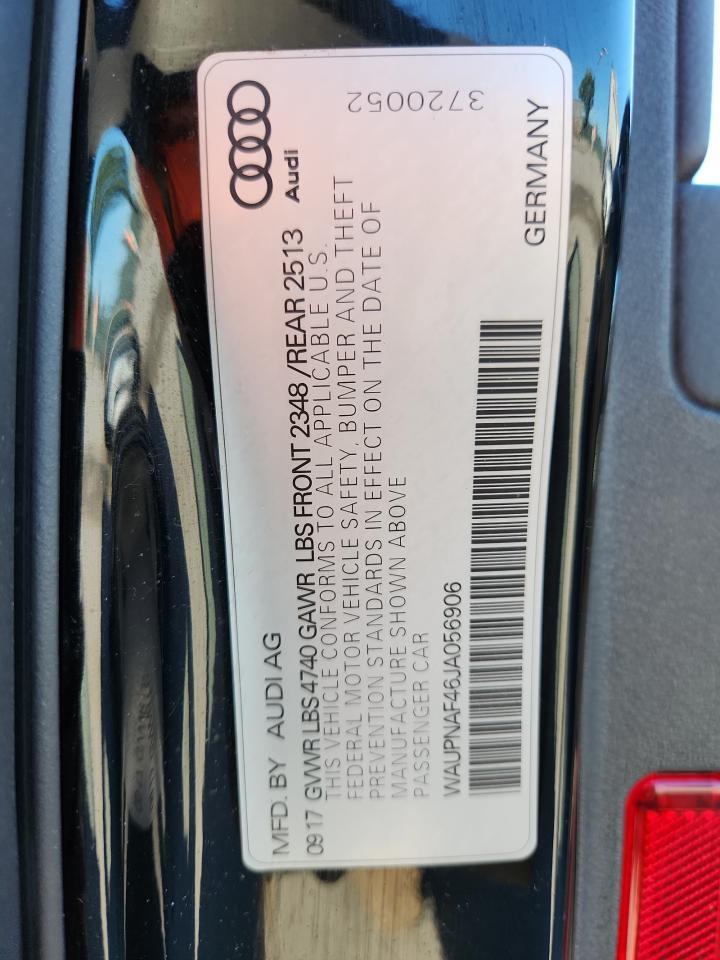 MFD. BY AUDI AG
Audi
0917 GVWR LBS 4740 GAWR LBS FRONT 2348 /REAR 2513
THIS VEHICLE CONFORMS TO ALL APPLICABLE U.S.
FEDERAL MOTOR VEHICLE SAFETY, BUMPER AND THEFT
PREVENTION STANDARDS IN EFFECT ON THE DATE OF
MANUFACTURE SHOWN ABOVE
PASSENGER CAR
3720052
WAUPNAF46JA056906
GERMANY